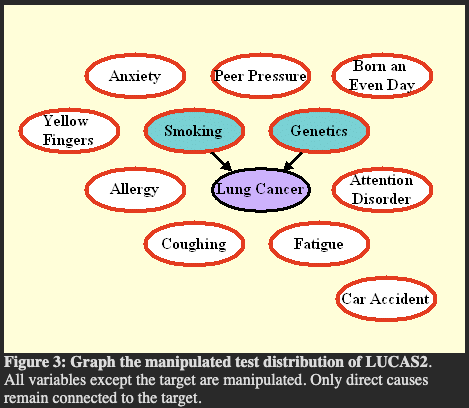 Anxiety
Peer Pressure
Born an
Even Day
Yellow
Fingers
Smoking
Genetics
Allergy
Lung Cancer
Attention
Disorder
Coughing
Fatigue
Car Accident
Figure 3: Graph the manipulated test distribution of LUCAS2.
All variables except the target are manipulated. Only direct causes
remain connected to the target.